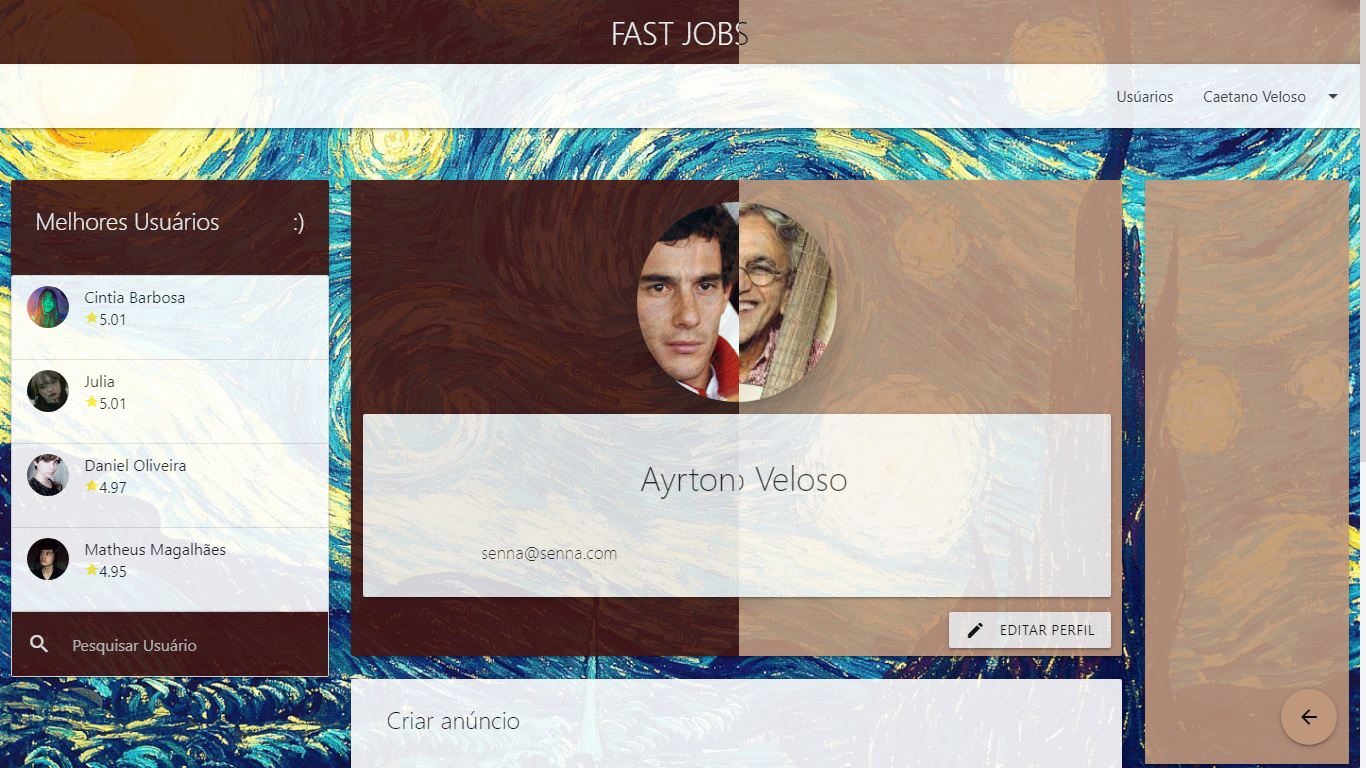 FAST JOBS
Usúarios Caetano Veloso
Melhores Usuários :)
Cintia Barbosa
5.01
Julia
5.01
Daniel Oliveira
4.97
Matheus Magalhães
4.95
Pesquisar Usuário
Ayrton Veloso
senna@senna.com
EDITAR PERFIL
Criar anúncio